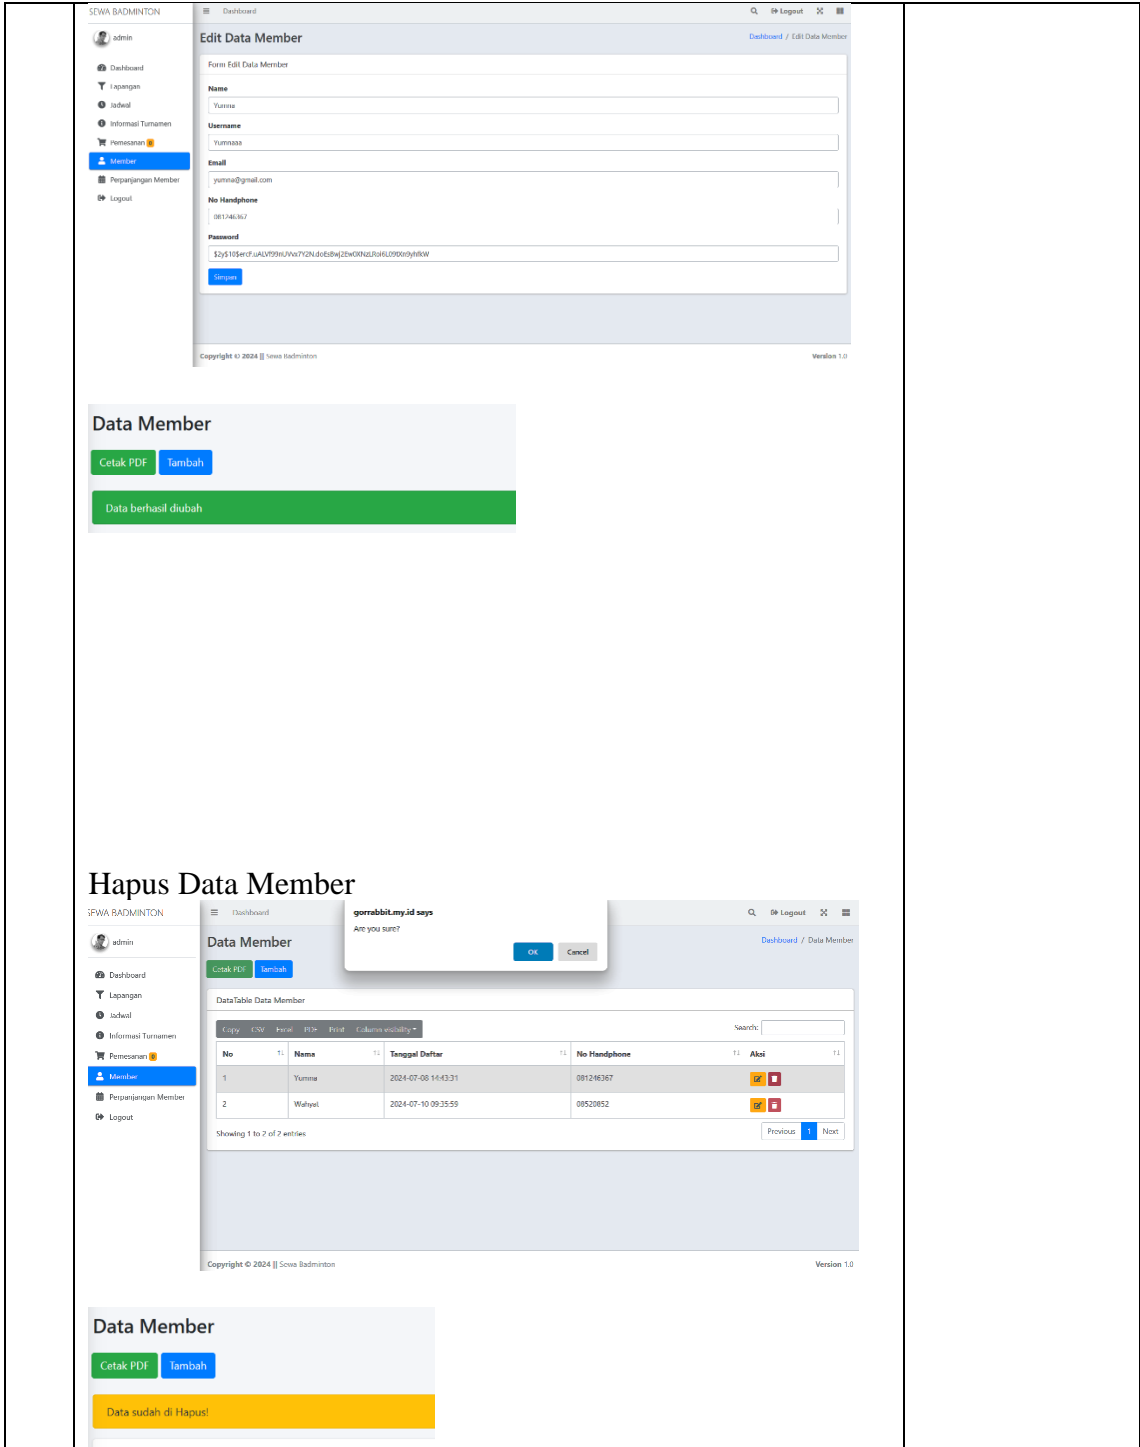 SEWA BADMINTON
Dashboard
Logout
admin
Edit Data Member
Dashboard / Edit Data Member
Dashboard
Lapangan
Jadwal
Informasi Turnamen
Pemesanan 0
Member
Perpanjangan Member
Logout
Form Edit Data Member
Name
Yumna
Username
Yumnaaa
Email
yumna@gmail.com
No Handphone
081246367
Password
Simpan
Copyright © 2024 || Sewa Badminton
Version 1.0
Data Member
Cetak PDF Tambah
Data berhasil diubah
Hapus Data Member
SEWA BADMINTON
Dashboard
gorrabbit.my.id says
Are you sure?
OK Cancel
Logout
admin
Data Member
Dashboard / Data Member
Cetak PDF Tambah
Dashboard
Lapangan
Jadwal
Informasi Turnamen
Pemesanan 0
Member
Perpanjangan Member
Logout
DataTable Data Member
Copy CSV Excel PDF Print Column visibility
Search:
No Nama Tanggal Daftar No Handphone Aksi
1 Yumna 2024-07-08 14:43:31 081246367
2 Wahyat 2024-07-10 09:35:59 08520852
Showing 1 to 2 of 2 entries
Previous 1 Next
Copyright © 2024 || Sewa Badminton
Version 1.0
Data Member
Cetak PDF Tambah
Data sudah di Hapus!